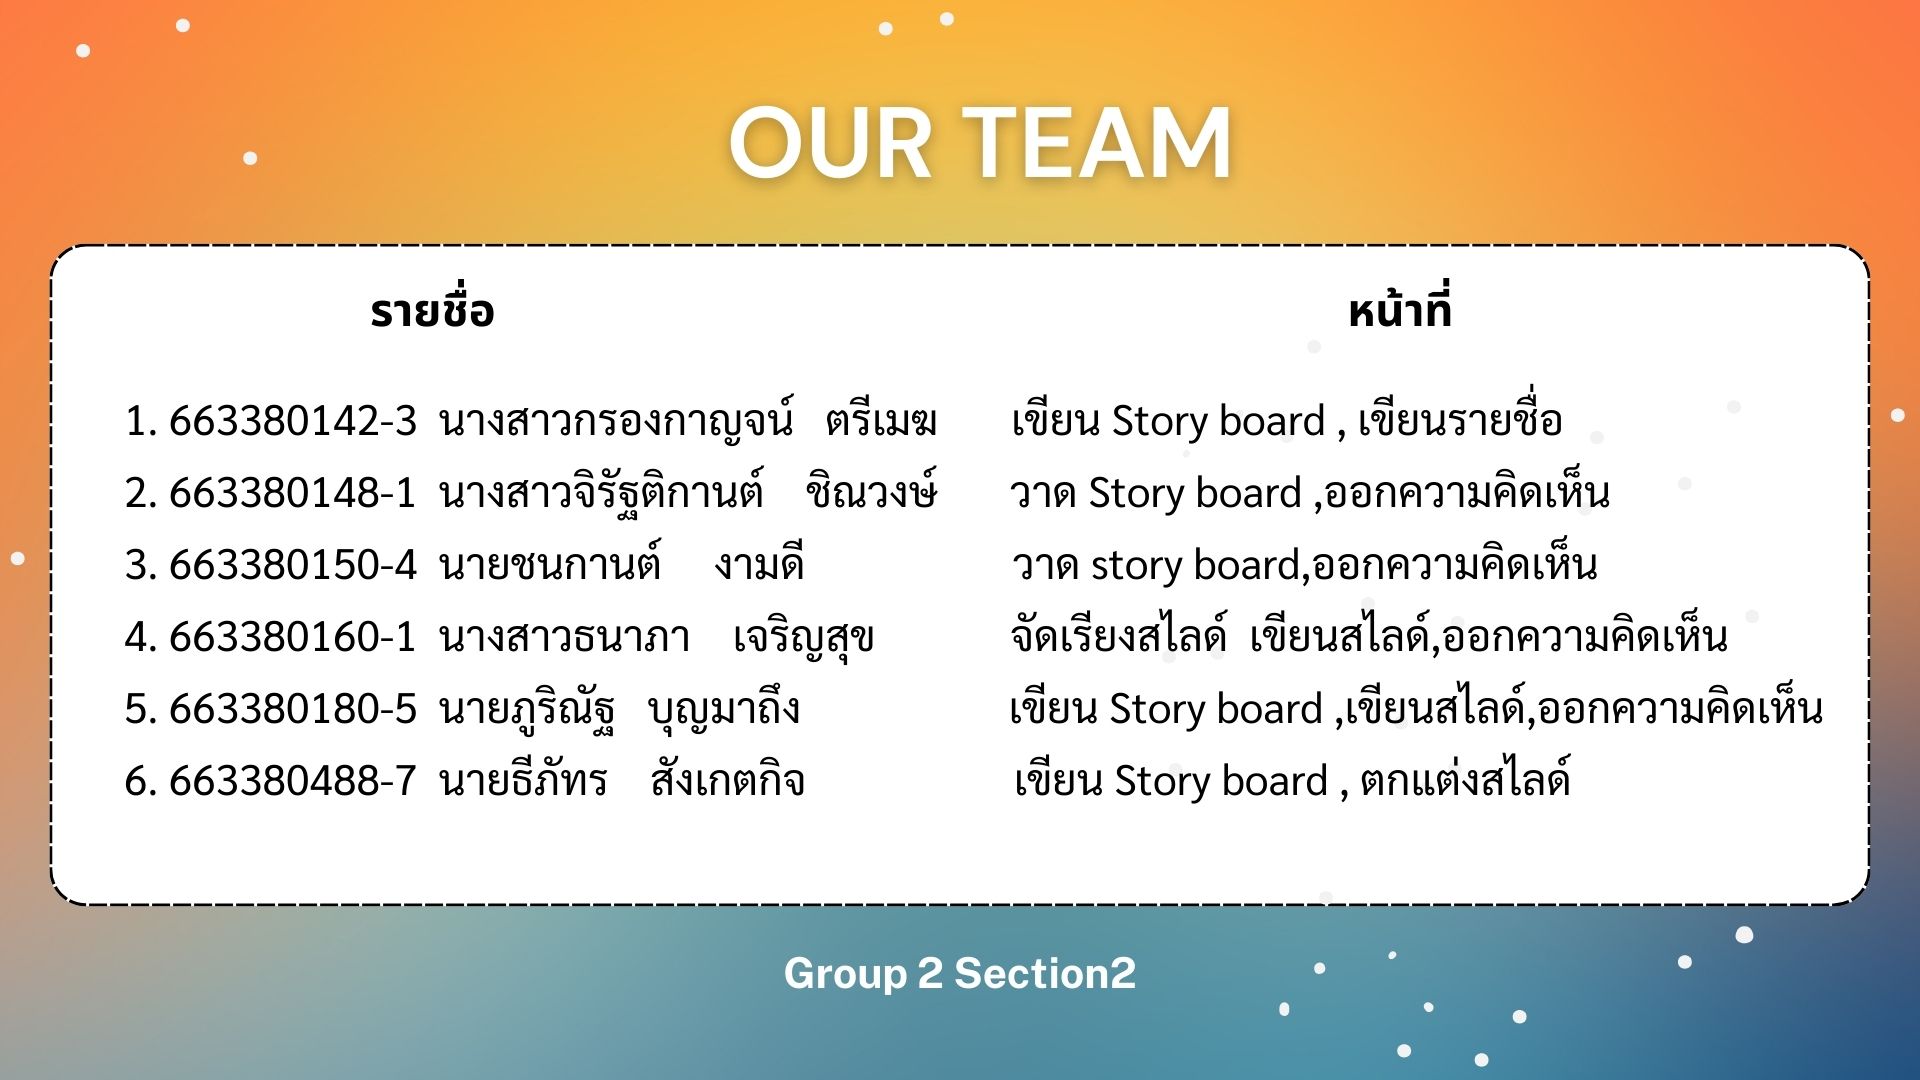 OUR TEAM
รายชื่อ หน้าที่
1. 663380142-3 นางสาวกรองกาญจน์ ตรีเมฆ เขียน Story board , เขียนรายชื่อ
2. 663380148-1 นางสาวจิรัฐติกานต์ ชิณวงษ์ วาด Story board ,ออกความคิดเห็น
3. 663380150-4 นายชนกานต์ งามดี วาด story board,ออกความคิดเห็น
4. 663380160-1 นางสาวธนาภา เจริญสุข จัดเรียงสไลด์ เขียนสไลด์,ออกความคิดเห็น
5. 663380180-5 นายภูริณัฐ บุญมาถึง เขียน Story board ,เขียนสไลด์,ออกความคิดเห็น
6. 663380488-7 นายธีภัทร สังเกตกิจ เขียน Story board , ตกแต่งสไลด์
Group 2 Section2